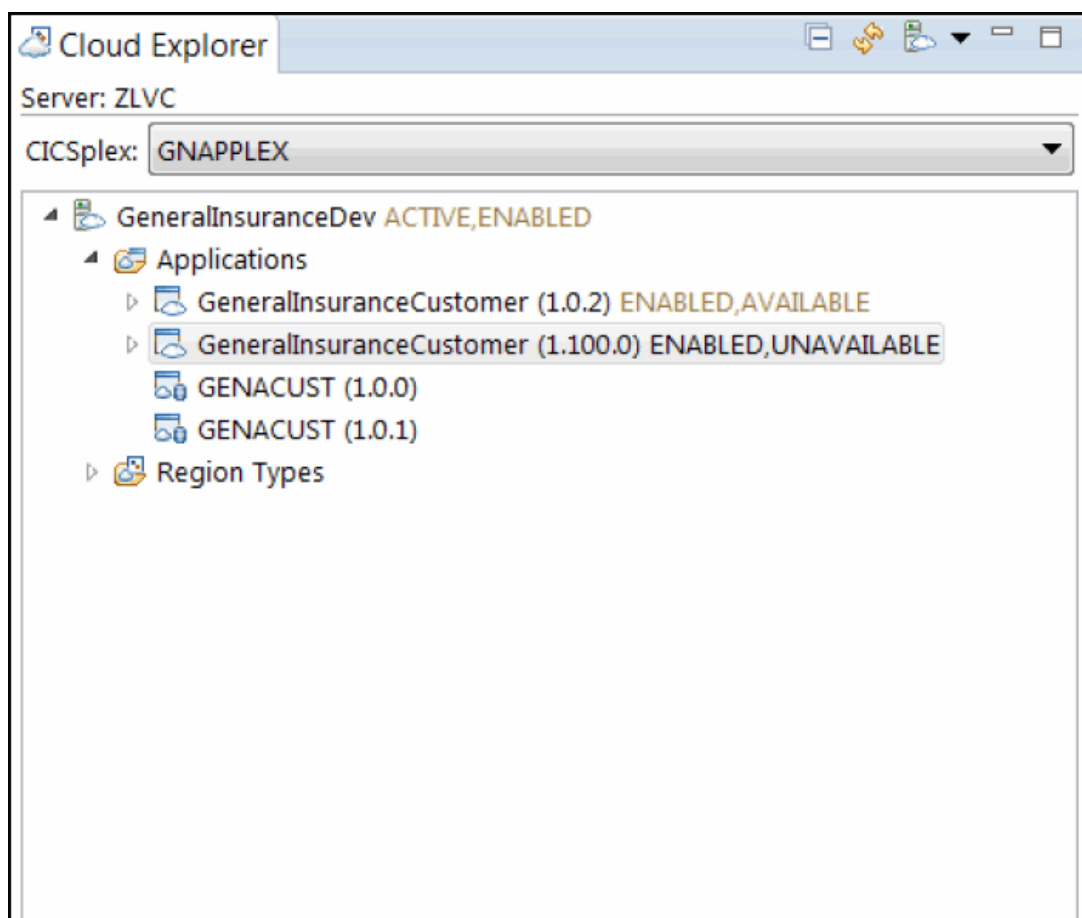 Cloud Explorer
Server: ZLVC
CICSplex: GNAPPLEX
GeneralInsuranceDev ACTIVE,ENABLED
Applications
GeneralInsuranceCustomer (1.0.2) ENABLED,AVAILABLE
GeneralInsuranceCustomer (1.100.0) ENABLED,UNAVAILABLE
GENACUST (1.0.0)
GENACUST (1.0.1)
Region Types